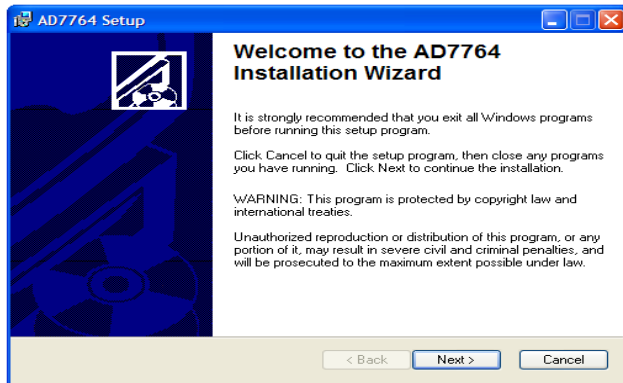 AD7764 Setup
Welcome to the AD7764
Installation Wizard
It is strongly recommended that you exit all Windows programs
before running this setup program.
Click Cancel to quit the setup program, then close any programs
you have running. Click Next to continue the installation.
WARNING: This program is protected by copyright law and
international treaties.
Unauthorized reproduction or distribution of this program, or any
portion of it, may result in severe civil and criminal penalties, and
will be prosecuted to the maximum extent possible under law.
< Back Next > Cancel